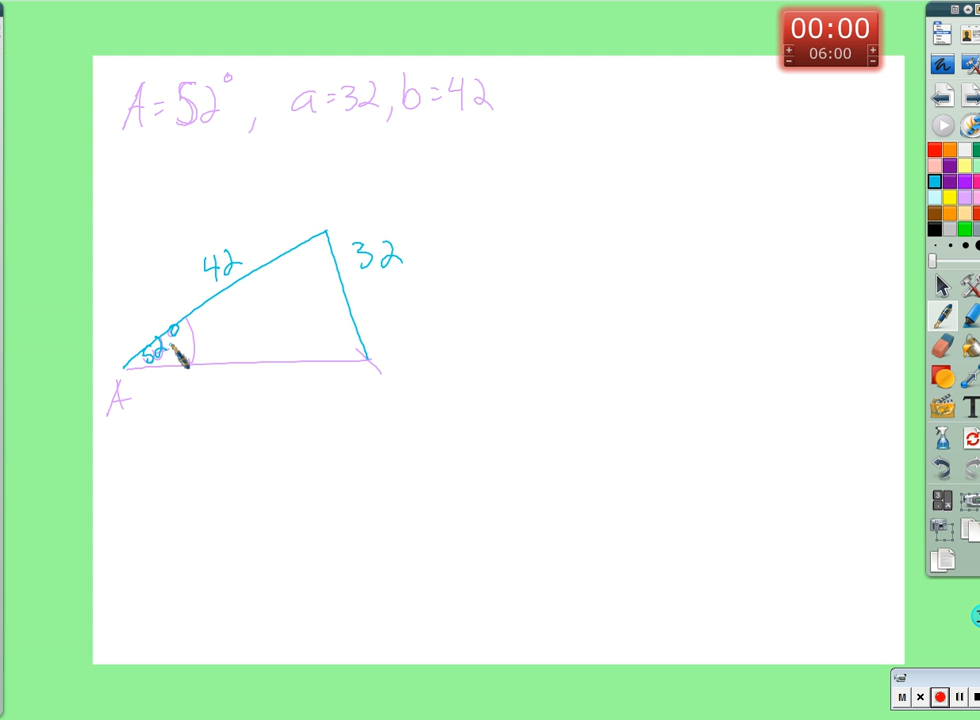 00:00
06:00
A = 52°, a = 32, b = 42
42
32
52°
A
T
M